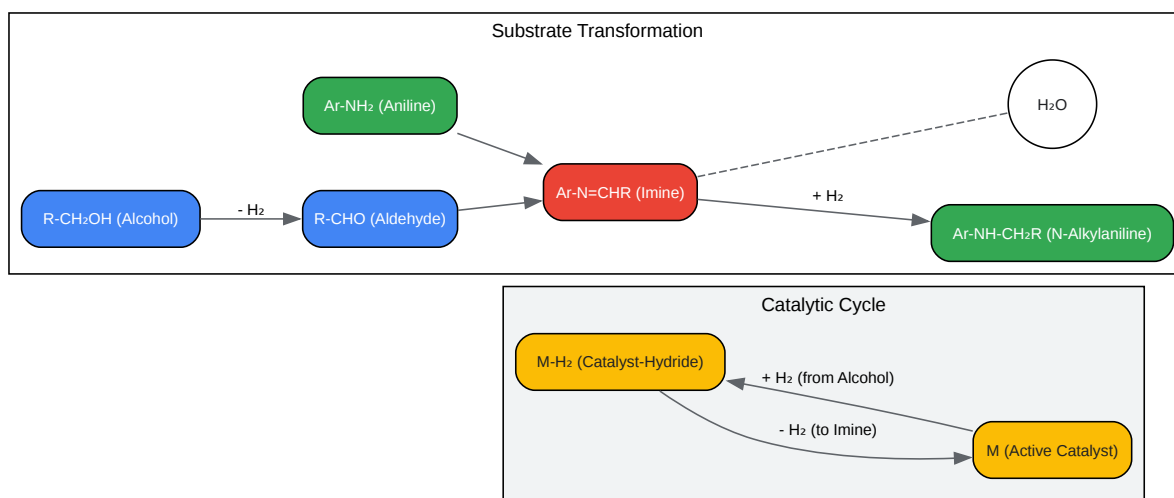 Substrate Transformation
Ar-NH₂ (Aniline)
H₂O
R-CH₂OH (Alcohol)
- H₂
R-CHO (Aldehyde)
Ar-N=CHR (Imine)
+ H₂
Ar-NH-CH₂R (N-Alkylaniline)
Catalytic Cycle
M-H₂ (Catalyst-Hydride)
+ H₂ (from Alcohol)
- H₂ (to Imine)
M (Active Catalyst)